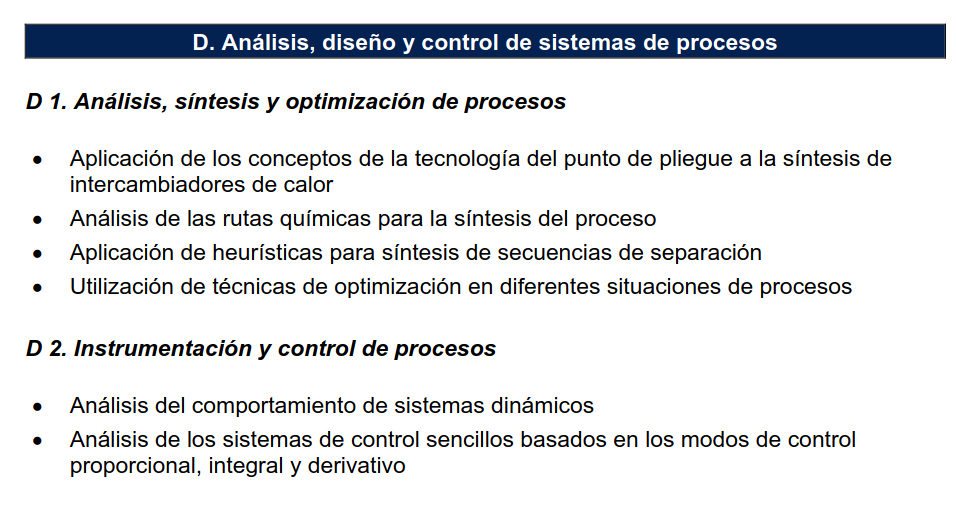 D. Análisis, diseño y control de sistemas de procesos
D 1. Análisis, síntesis y optimización de procesos
• Aplicación de los conceptos de la tecnología del punto de pliegue a la síntesis de
intercambiadores de calor
• Análisis de las rutas químicas para la síntesis del proceso
• Aplicación de heurísticas para síntesis de secuencias de separación
• Utilización de técnicas de optimización en diferentes situaciones de procesos
D 2. Instrumentación y control de procesos
• Análisis del comportamiento de sistemas dinámicos
• Análisis de los sistemas de control sencillos basados en los modos de control
proporcional, integral y derivativo